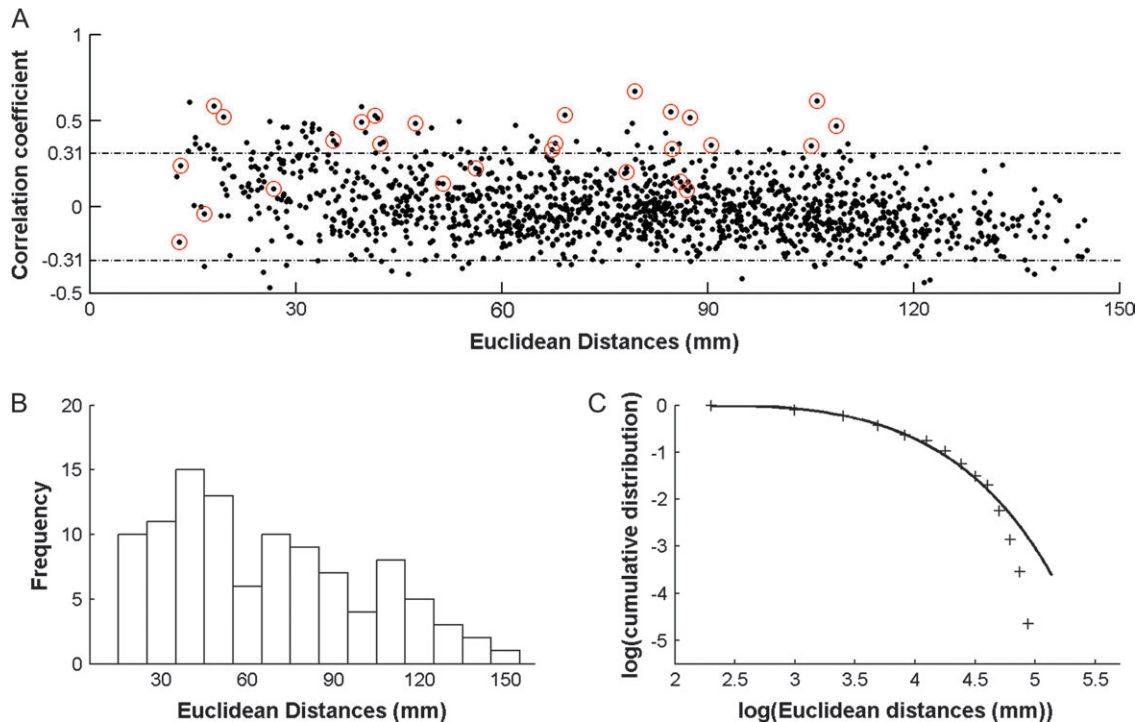 A
Correlation coefficient
1
0.5
0.31
0
-0.31
-0.5
0 30 60 90 120 150
Euclidean Distances (mm)
B
Frequency
20
15
10
5
0
30 60 90 120 150
Euclidean Distances (mm)
C
log(cumulative distribution)
0
-1
-2
-3
-4
-5
2 2.5 3 3.5 4 4.5 5 5.5
log(Euclidean distances (mm))